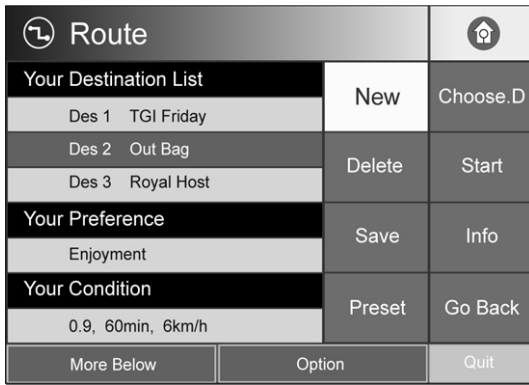 Route
Your Destination List
Des 1 TGI Friday
Des 2 Out Bag
Des 3 Royal Host
Your Preference
Enjoyment
Your Condition
0.9, 60min, 6km/h
New
Choose.D
Delete
Start
Save
Info
Preset
Go Back
More Below
Option
Quit